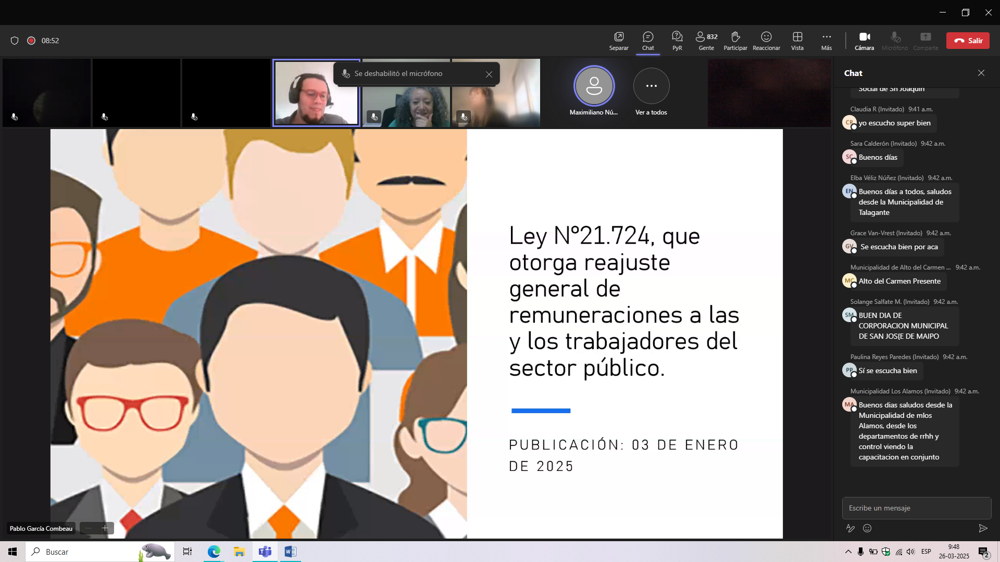 08:52
Separar
Chat
PyR
832
Gente
Participar
Reaccionar
Vista
Más
Cámara
Micrófono
Comparte
Salir
Se deshabilitó el micrófono
Maximiliano Nú...
Ver a todos
Ley N°21.724, que
otorga reajuste
general de
remuneraciones a las
y los trabajadores del
sector público.
PUBLICACIÓN: 03 DE ENERO
DE 2025
Pablo García Combeau
Chat
Social de Sn Joaquin
Claudia R (Invitado) 9:41 a.m.
CR
yo escucho super bien
Sara Calderón (Invitado) 9:42 a.m.
SC
Buenos días
Elba Véliz Núñez (Invitado) 9:42 a.m.
EN
Buenos días a todos, saludos
desde la Municipalidad de
Talagante
Grace Van-Vrest (Invitado) 9:42 a.m.
GV
Se escucha bien por aca
Municipalidad de Alto del Carmen ... 9:42 a.m.
MC
Alto del Carmen Presente
Solange Salfate M. (Invitado) 9:42 a.m.
SM
BUEN DIA DE
CORPORACION MUNICIPAL
DE SAN JOS{E DE MAIPO
Paulina Reyes Paredes (Invitado) 9:42 a.m.
PP
Sí se escucha bien
Municipalidad Los Alamos (Invitado) 9:42 a.m.
MA
Buenos dias saludos desde la
Municipalidad de mlos
Alamos, desde los
departamentos de rrhh y
control viendo la
capacitacion en conjunto
Escribe un mensaje
Buscar
ESP
9:48
26-03-2025
2